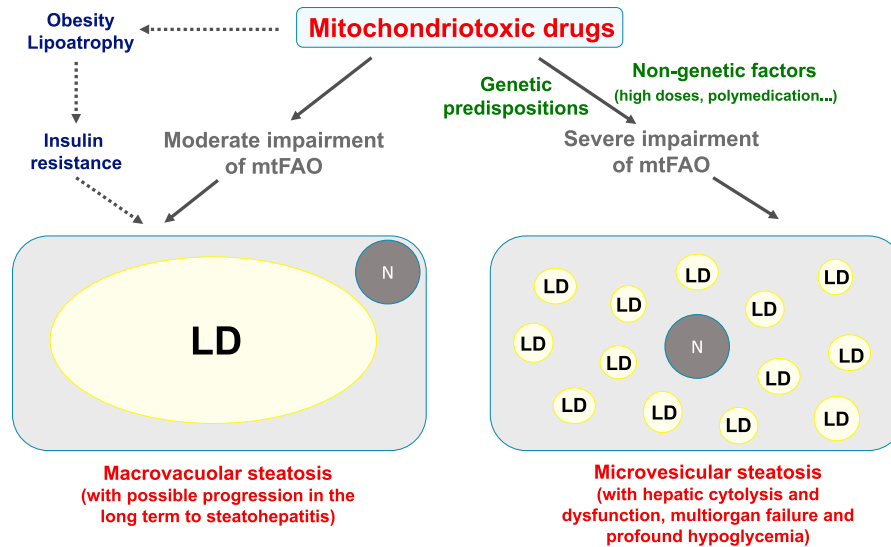 Mitochondriotoxic drugs
Obesity
Lipoatrophy
Insulin
resistance
Moderate impairment
of mtFAO
Genetic
predispositions
Non-genetic factors
(high doses, polymedication...)
Severe impairment
of mtFAO
N
LD
Macrovacuolar steatosis
(with possible progression in the
long term to steatohepatitis)
LD
LD
LD
LD
LD
LD
N
LD
LD
LD
LD
LD
LD
LD
Microvesicular steatosis
(with hepatic cytolysis and
dysfunction, multiorgan failure and
profound hypoglycemia)